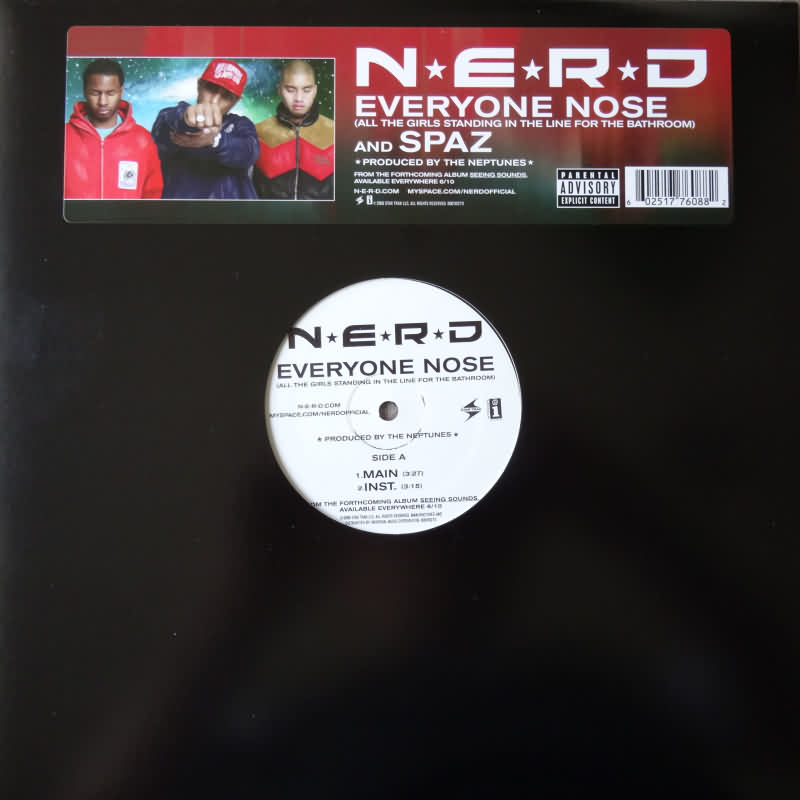 N★E★R★D
EVERYONE NOSE
(ALL THE GIRLS STANDING IN THE LINE FOR THE BATHROOM)
AND SPAZ
★PRODUCED BY THE NEPTUNES★
FROM THE FORTHCOMING ALBUM SEEING SOUNDS.
AVAILABLE EVERYWHERE 6/10
N-E-R-D.COM MYSPACE.COM/NERDOFFICIAL
PARENTAL
ADVISORY
EXPLICIT CONTENT
6 02517 76088 2
N★E★R★D
EVERYONE NOSE
(ALL THE GIRLS STANDING IN THE LINE FOR THE BATHROOM)
N-E-R-D.COM
MYSPACE.COM/NERDOFFICIAL
STAR TRAK
i
★ PRODUCED BY THE NEPTUNES ★
SIDE A
1. MAIN (3:27)
2. INST. (3:18)
FROM THE FORTHCOMING ALBUM SEEING SOUNDS.
AVAILABLE EVERYWHERE 6/10